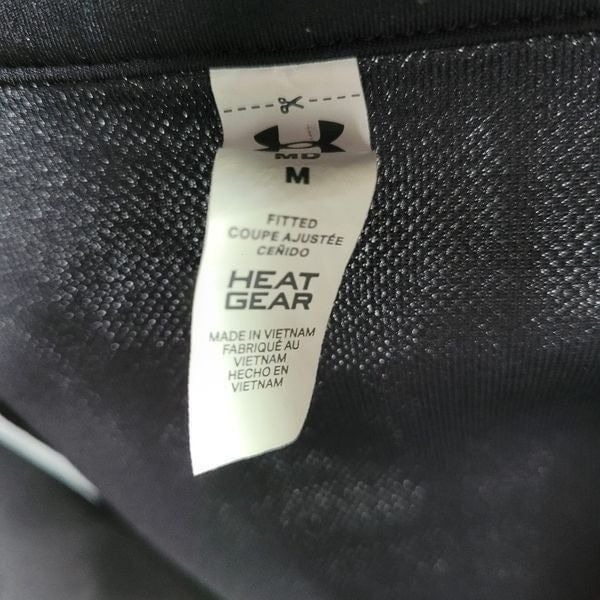 MD
M
FITTED
COUPE AJUSTÉE
CEÑIDO
HEAT
GEAR
MADE IN VIETNAM
FABRIQUÉ AU
VIETNAM
HECHO EN
VIETNAM